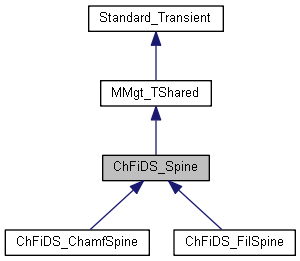 Standard_Transient
MMgt_TShared
ChFiDS_Spine
ChFiDS_ChamfSpine
ChFiDS_FilSpine